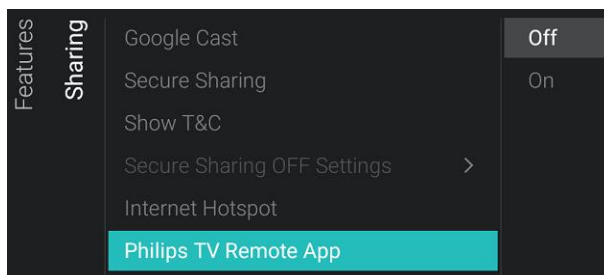 Features
Sharing
Google Cast
Secure Sharing
Show T&C
Secure Sharing OFF Settings >
Internet Hotspot
Philips TV Remote App
Off
On